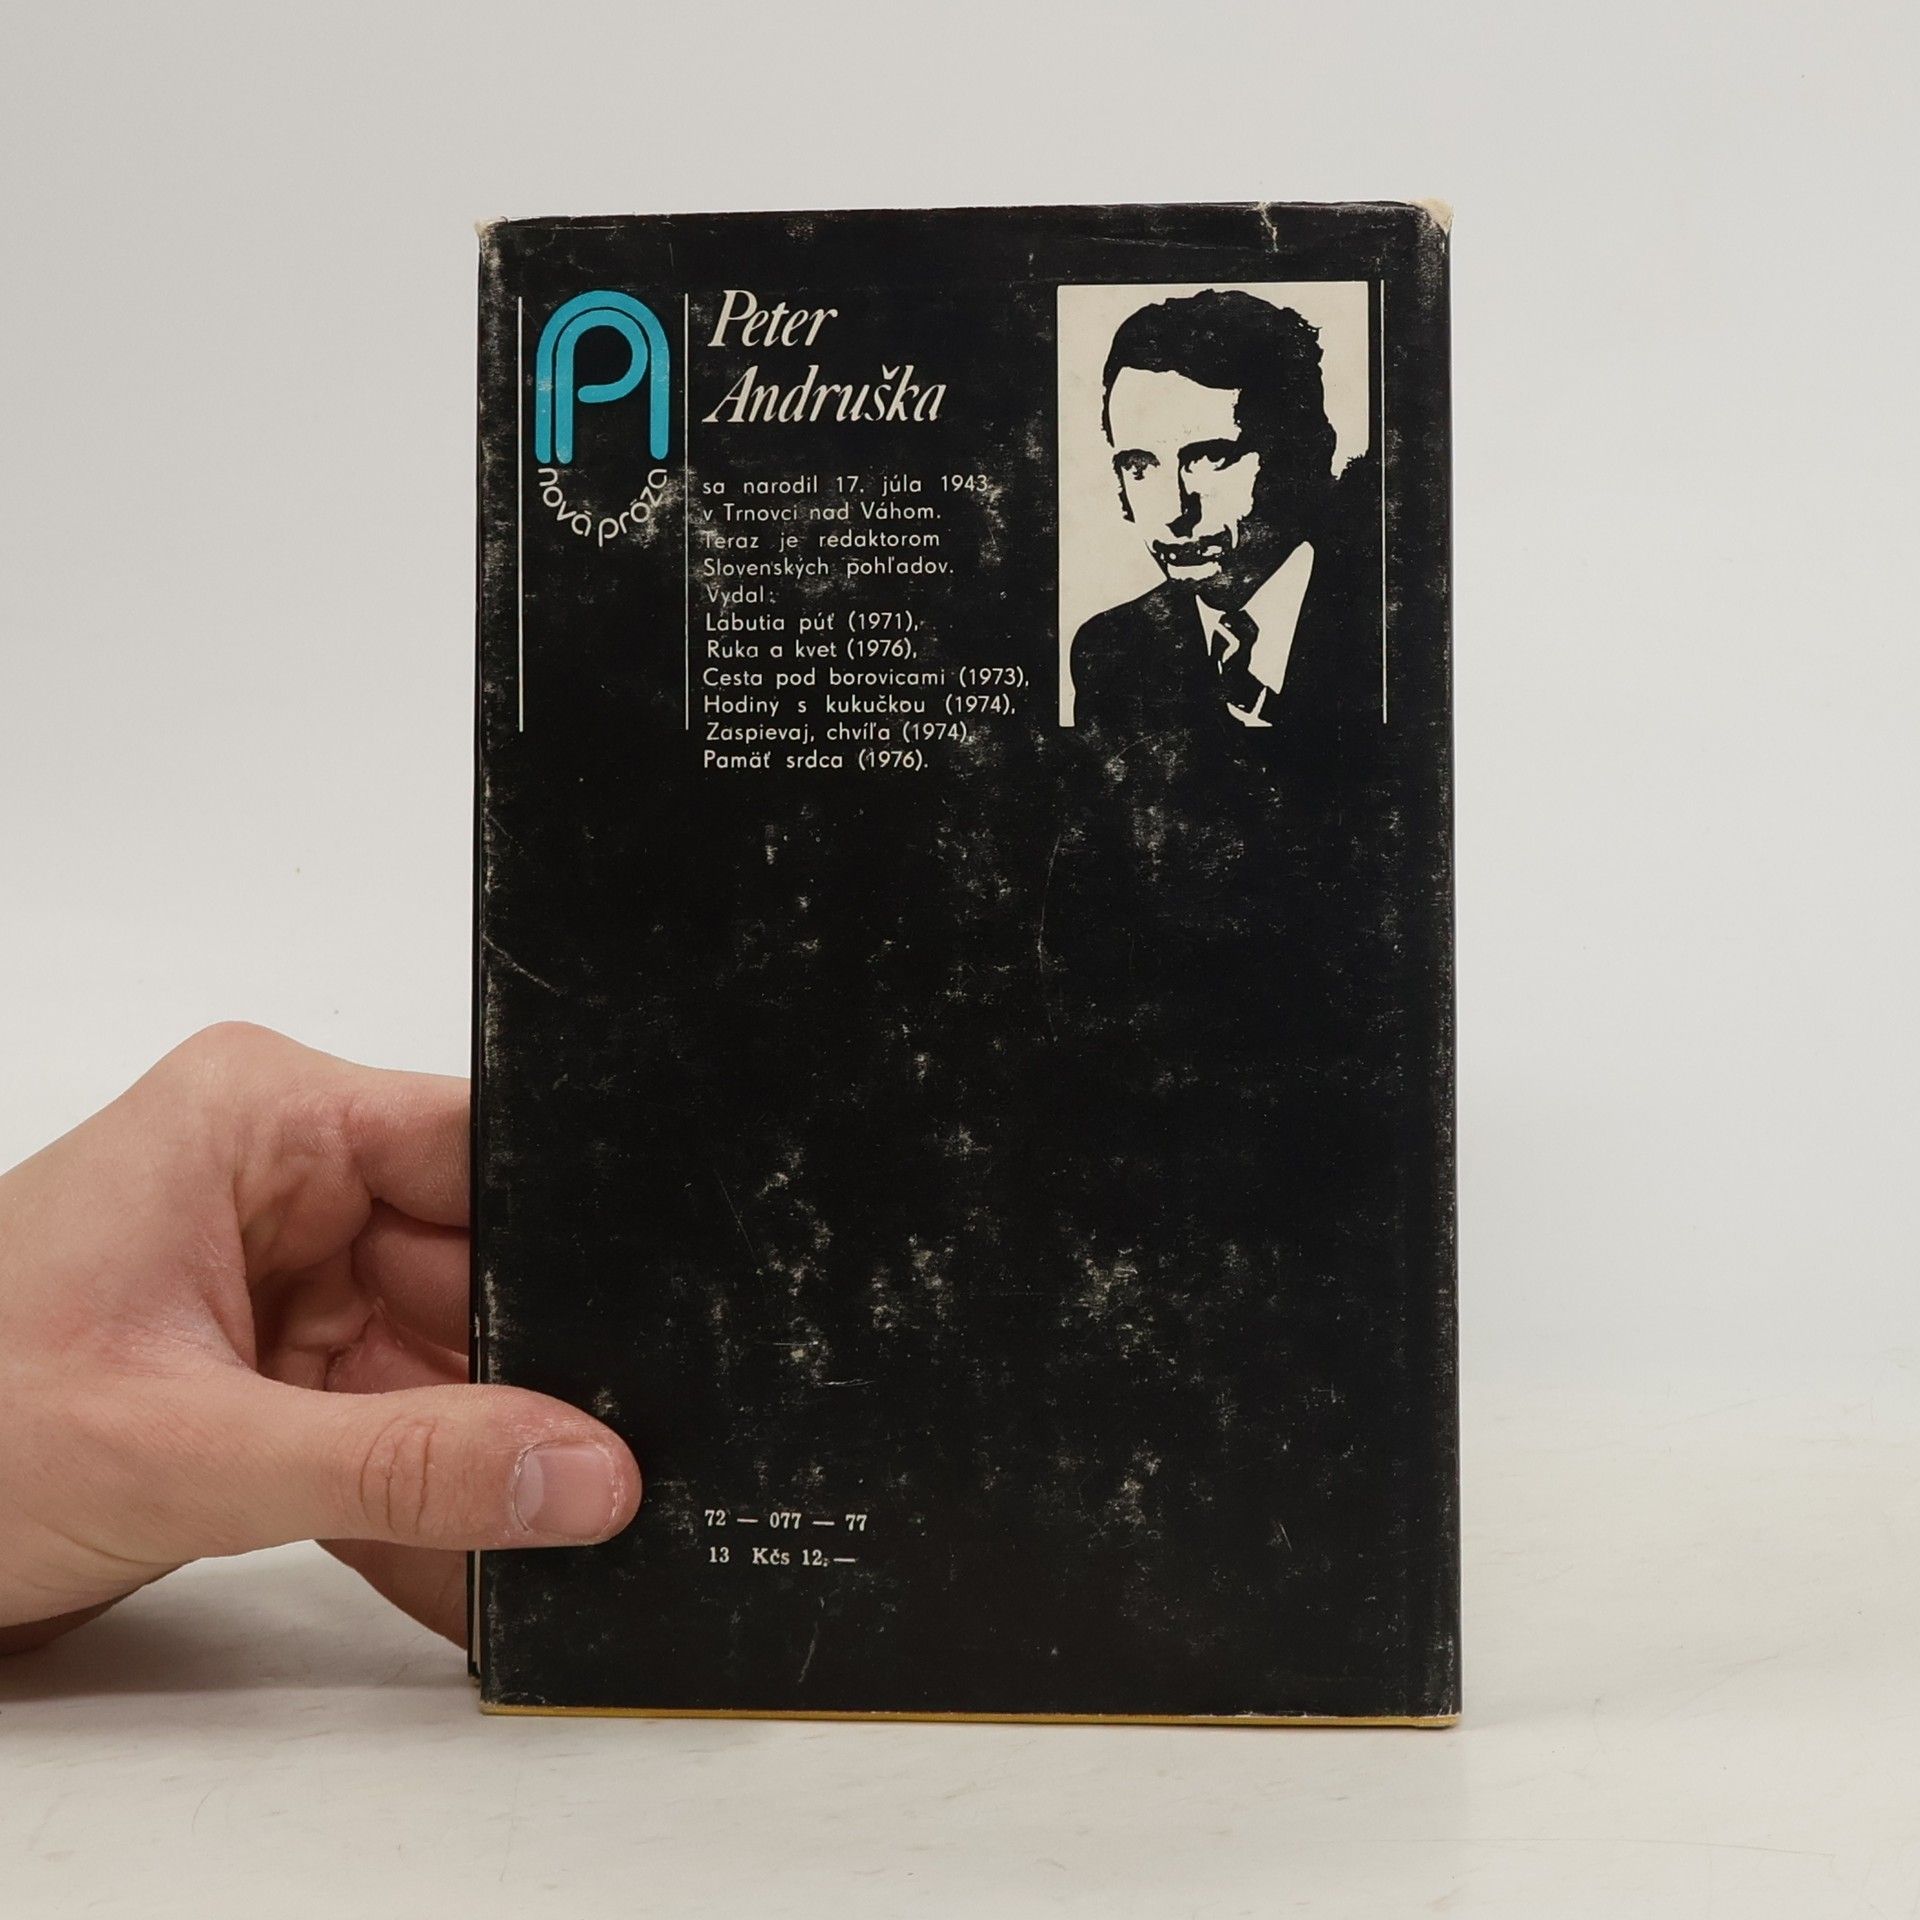 nová próza
Peter
Andruška
sa narodil 17. júla 1943
v Trnovci nad Váhom.
Teraz je redaktorom
Slovenských pohľadov.
Vydal:
Labutia púť (1971),
Ruka a kvet (1976),
Cesta pod borovicami (1973),
Hodiny s kukučkou (1974),
Zaspievaj, chvíľa (1974),
Pamäť srdca (1976).
72 — 077 — 77
13 Kčs 12,—